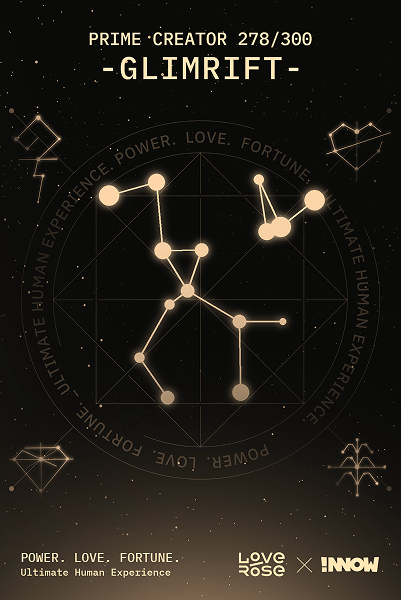 PRIME·CREATOR 278/300
-GLIMRIFT-
POWER. LOVE. FORTUNE. ULTIMATE HUMAN EXPERIENCE.
POWER. LOVE. FORTUNE - ULTIMATE HUMAN EXPERIENCE.
POWER. LOVE. FORTUNE.
Ultimate Human Experience
LOVE
ROSE
INNOW